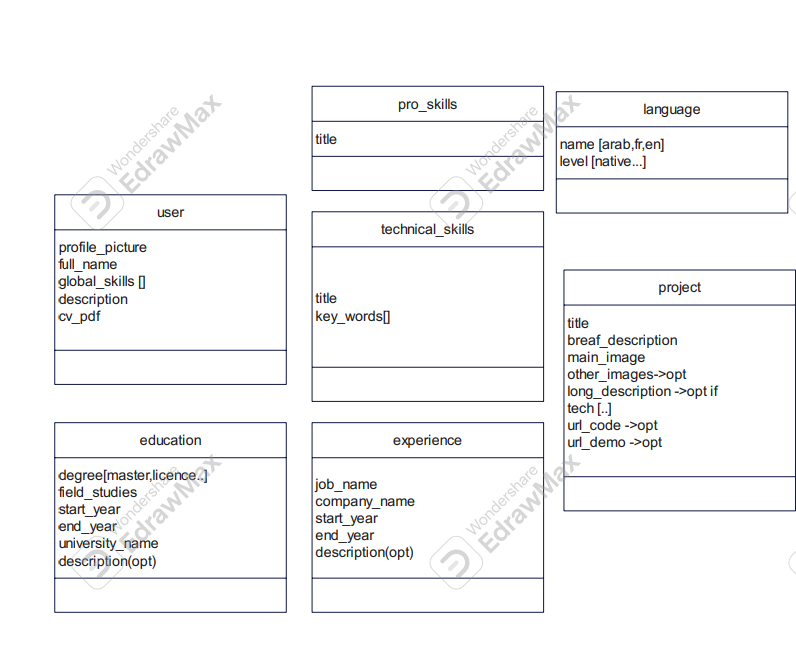 pro_skills
title
language
name [arab,fr,en]
level [native...]
user
profile_picture
full_name
global_skills []
description
cv_pdf
technical_skills
title
key_words[]
project
title
breaf_description
main_image
other_images->opt
long_description ->opt if
tech [..]
url_code ->opt
url_demo ->opt
education
degree[master,licence..]
field_studies
start_year
end_year
university_name
description(opt)
experience
job_name
company_name
start_year
end_year
description(opt)
Wondershare
EdrawMax
Wondershare
EdrawMax
Wondershare
EdrawMax
Wondershare
EdrawMax